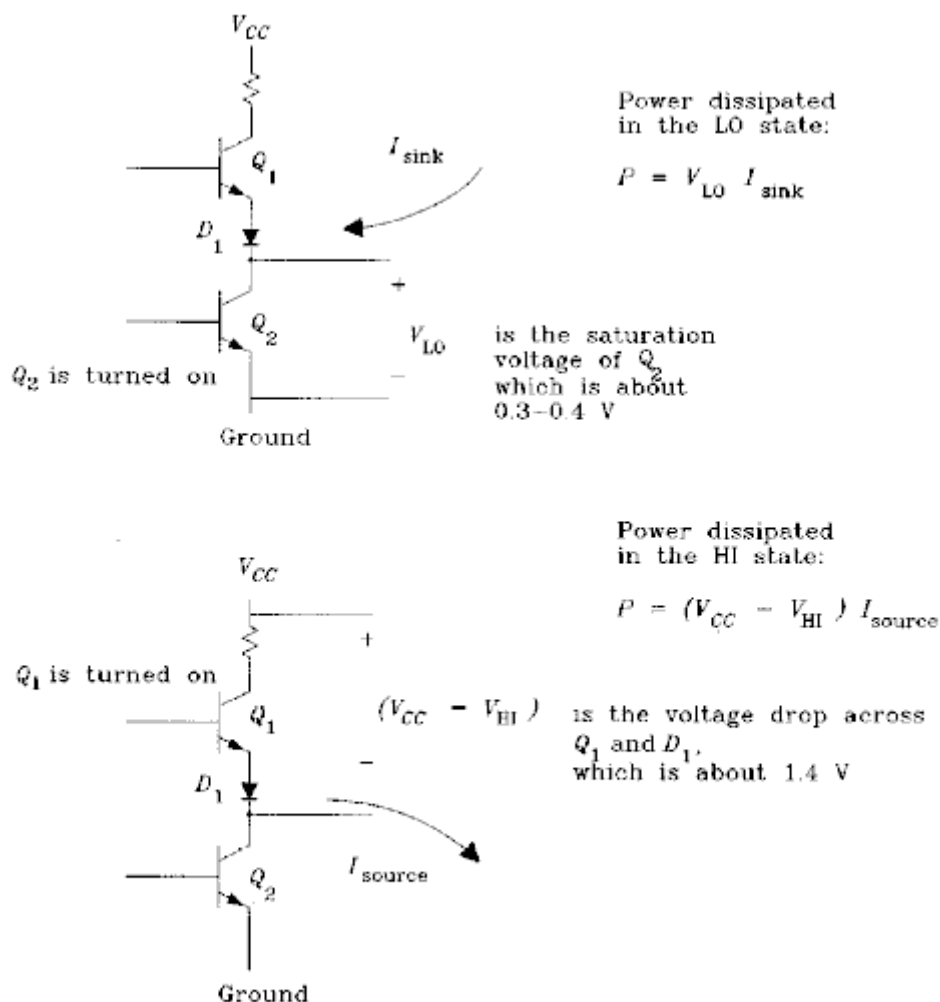 V_CC
Power dissipated
in the LO state:
P = V_LO I_sink
Q_1
I_sink
D_1
+
Q_2
V_LO
is the saturation
voltage of Q_2
which is about
0.3–0.4 V
Q_2 is turned on
–
Ground
Power dissipated
in the HI state:
P = (V_CC – V_HI) I_source
V_CC
+
Q_1 is turned on
Q_1
(V_CC – V_HI)
is the voltage drop across
Q_1 and D_1,
which is about 1.4 V
–
D_1
I_source
Q_2
Ground